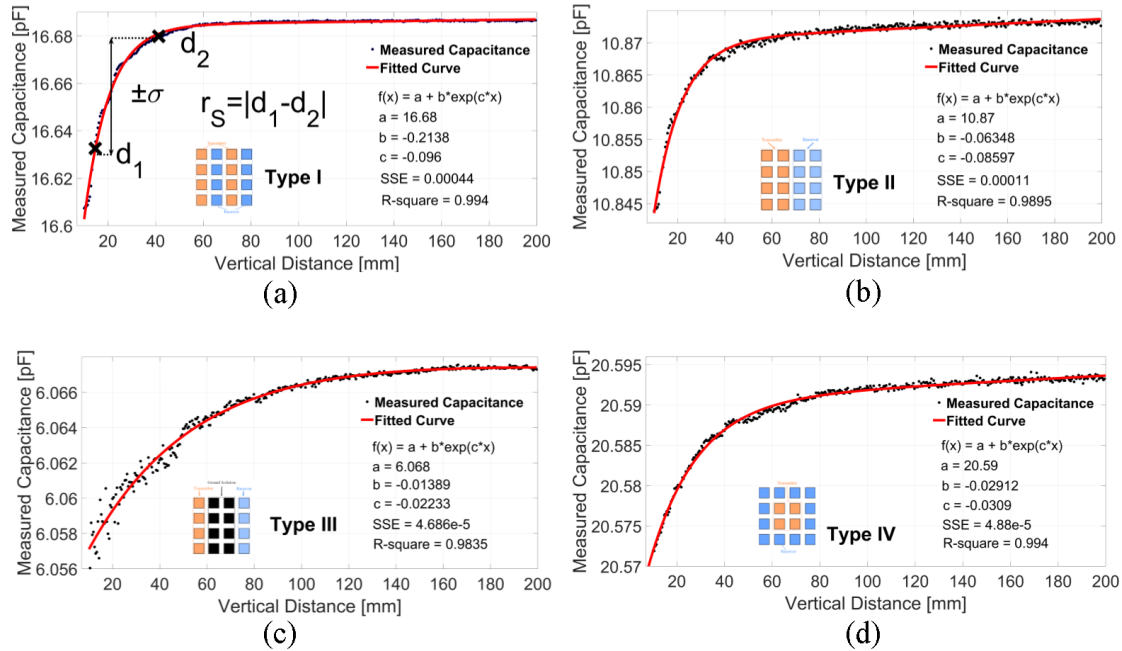 (a)
Measured Capacitance [pF]
16.68
16.66
16.64
16.62
16.6
d2
±σ
rS=|d1-d2|
d1
Measured Capacitance
Fitted Curve
f(x) = a + b*exp(c*x)
a = 16.68
b = -0.2138
c = -0.096
SSE = 0.00044
R-square = 0.994
Type I
20 40 60 80 100 120 140 160 180 200
Vertical Distance [mm]
(b)
Measured Capacitance [pF]
10.87
10.865
10.86
10.855
10.85
10.845
Measured Capacitance
Fitted Curve
f(x) = a + b*exp(c*x)
a = 10.87
b = -0.06348
c = -0.08597
SSE = 0.00011
R-square = 0.9895
Transmitter
Receiver
Type II
20 40 60 80 100 120 140 160 180 200
Vertical Distance [mm]
(c)
Measured Capacitance [pF]
6.066
6.064
6.062
6.06
6.058
6.056
Measured Capacitance
Fitted Curve
f(x) = a + b*exp(c*x)
a = 6.068
b = -0.01389
c = -0.02233
SSE = 4.686e-5
R-square = 0.9835
Ground Isolation
Transmitter
Receiver
Type III
20 40 60 80 100 120 140 160 180 200
Vertical Distance [mm]
(d)
Measured Capacitance [pF]
20.595
20.59
20.585
20.58
20.575
20.57
Measured Capacitance
Fitted Curve
f(x) = a + b*exp(c*x)
a = 20.59
b = -0.02912
c = -0.0309
SSE = 4.88e-5
R-square = 0.994
Transmitter
Receiver
Type IV
20 40 60 80 100 120 140 160 180 200
Vertical Distance [mm]